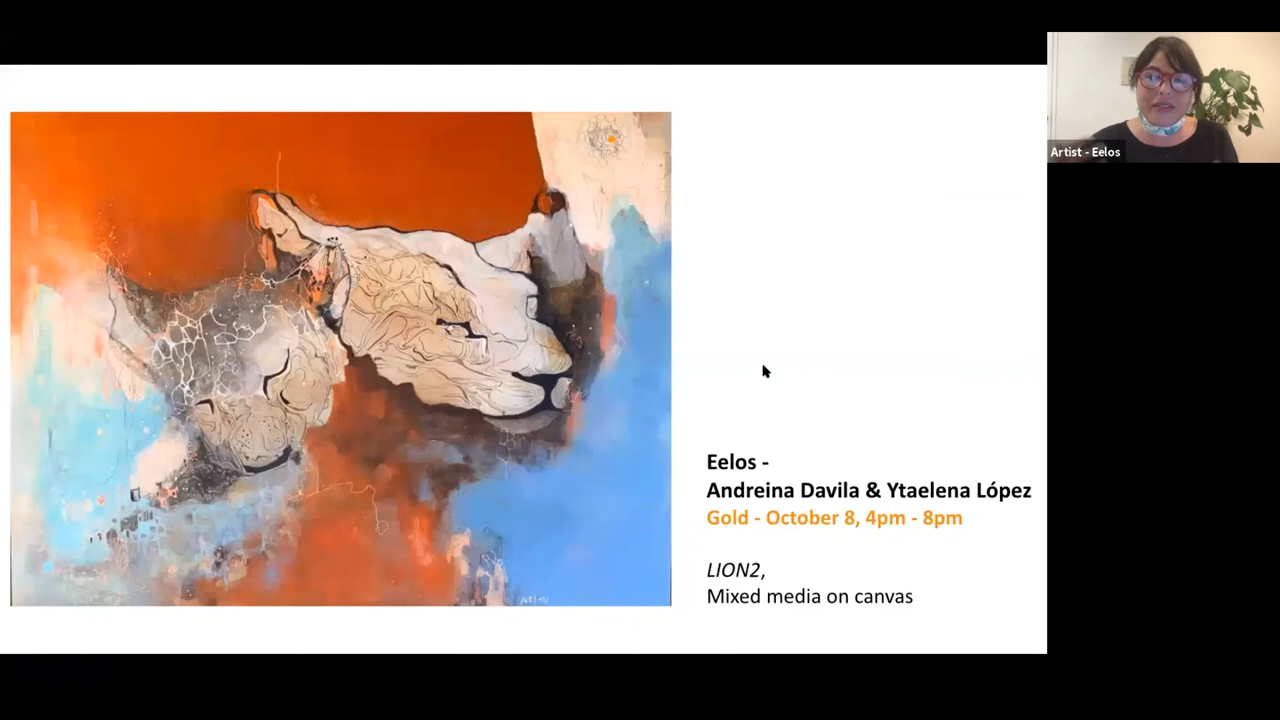 Artist - Eelos
Eelos -
Andreina Davila & Ytaelena López
Gold - October 8, 4pm - 8pm
LION2,
Mixed media on canvas